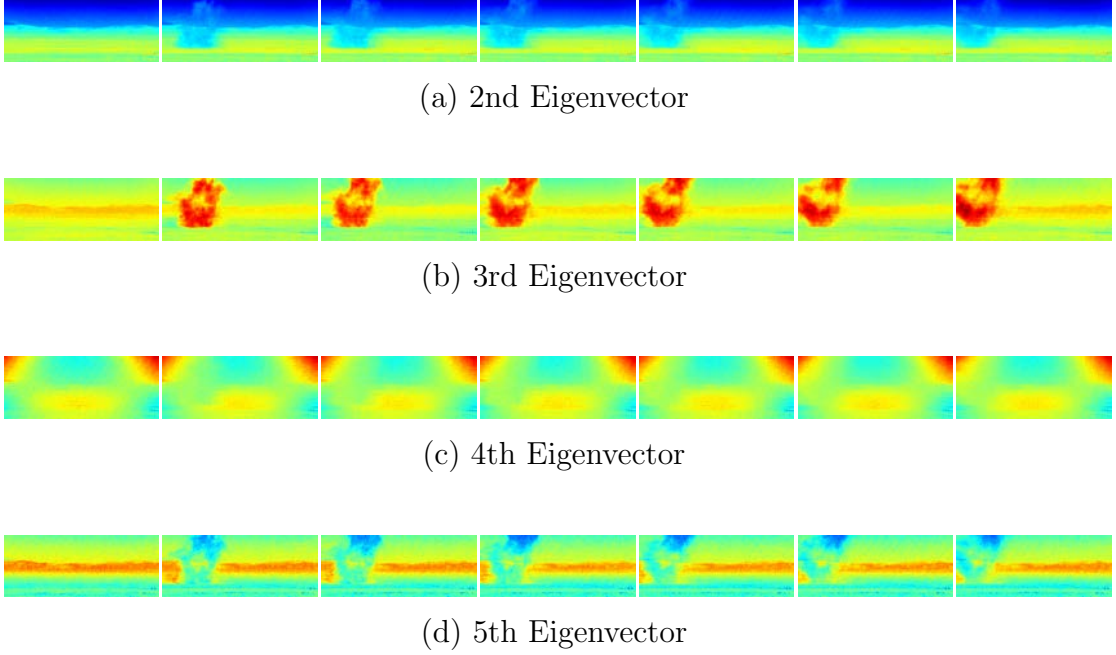 (a) 2nd Eigenvector
(b) 3rd Eigenvector
(c) 4th Eigenvector
(d) 5th Eigenvector